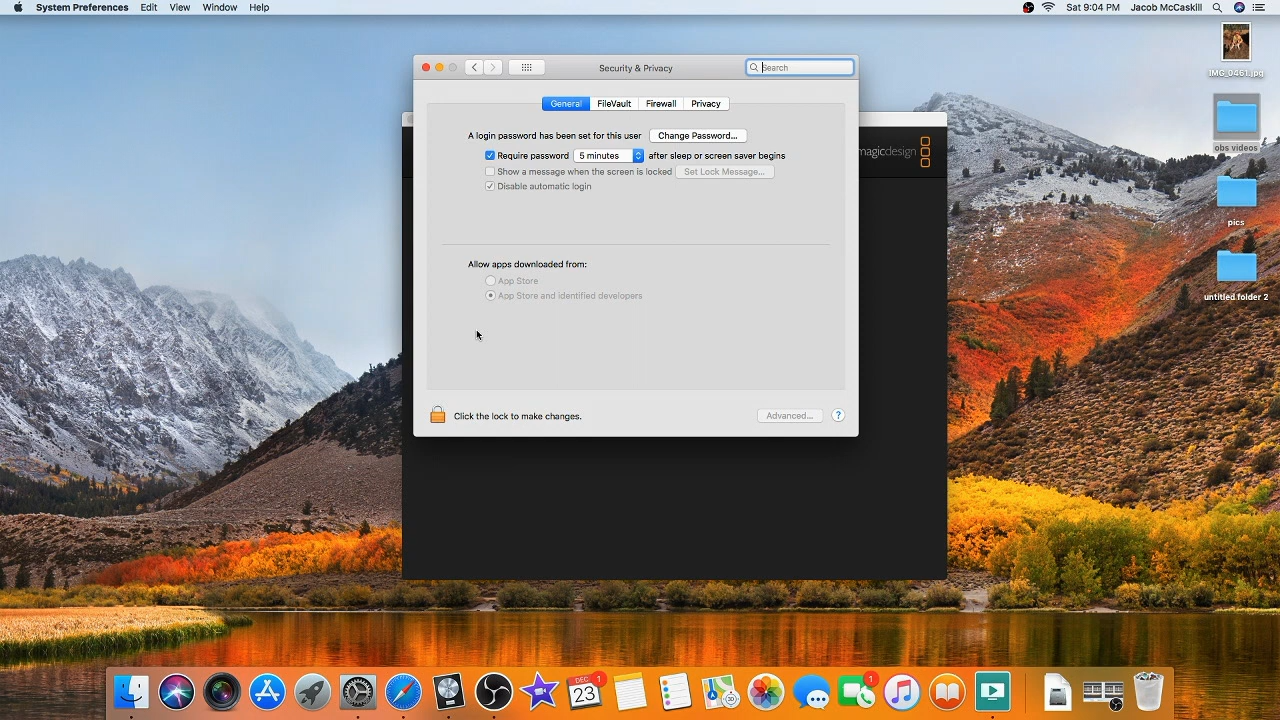 System Preferences Edit View Window Help Sat 9:04 PM Jacob McCaskill
Security & Privacy Search
General FileVault Firewall Privacy
A login password has been set for this user Change Password...
Require password 5 minutes after sleep or screen saver begins
Show a message when the screen is locked Set Lock Message...
Disable automatic login
Allow apps downloaded from:
App Store
App Store and identified developers
Click the lock to make changes. Advanced... ?
magicdesign
IMG_0461.jpg
obs videos
pics
untitled folder 2
DEC 1
23
1